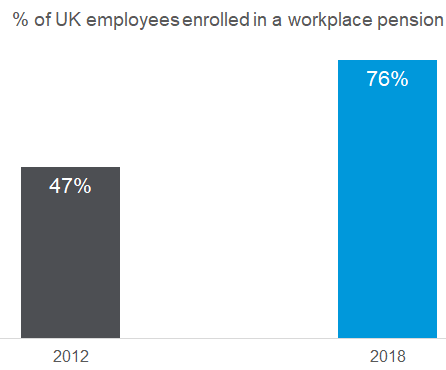 % of UK employees enrolled in a workplace pension
76%
47%
2012
2018